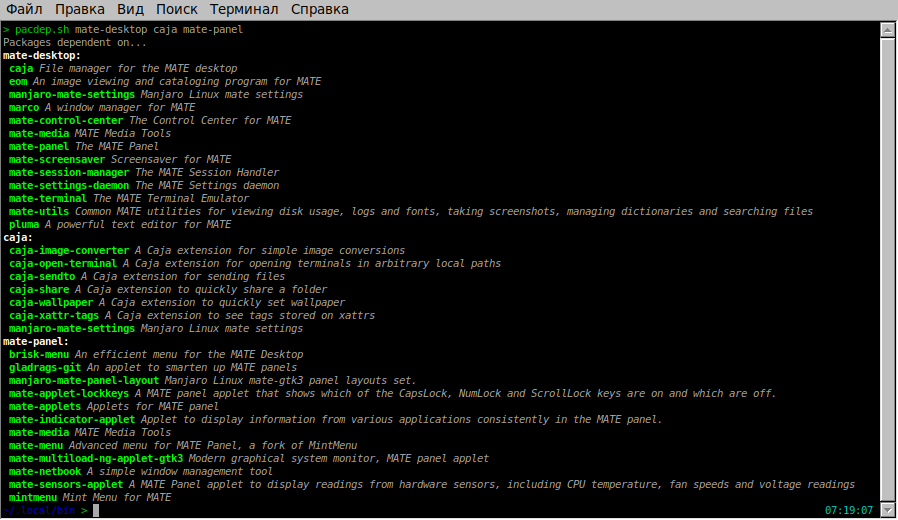 Файл Правка Вид Поиск Терминал Справка
> pacdep.sh mate-desktop caja mate-panel
Packages dependent on...
mate-desktop:
caja File manager for the MATE desktop
eom An image viewing and cataloging program for MATE
manjaro-mate-settings Manjaro Linux mate settings
marco A window manager for MATE
mate-control-center The Control Center for MATE
mate-media MATE Media Tools
mate-panel The MATE Panel
mate-screensaver Screensaver for MATE
mate-session-manager The MATE Session Handler
mate-settings-daemon The MATE Settings daemon
mate-terminal The MATE Terminal Emulator
mate-utils Common MATE utilities for viewing disk usage, logs and fonts, taking screenshots, managing dictionaries and searching files
pluma A powerful text editor for MATE
caja:
caja-image-converter A Caja extension for simple image conversions
caja-open-terminal A Caja extension for opening terminals in arbitrary local paths
caja-sendto A Caja extension for sending files
caja-share A Caja extension to quickly share a folder
caja-wallpaper A Caja extension to quickly set wallpaper
caja-xattr-tags A Caja extension to see tags stored on xattrs
manjaro-mate-settings Manjaro Linux mate settings
mate-panel:
brisk-menu An efficient menu for the MATE Desktop
gladrags-git An applet to smarten up MATE panels
manjaro-mate-panel-layout Manjaro Linux mate-gtk3 panel layouts set.
mate-applet-lockkeys A MATE panel applet that shows which of the CapsLock, NumLock and ScrollLock keys are on and which are off.
mate-applets Applets for MATE panel
mate-indicator-applet Applet to display information from various applications consistently in the MATE panel.
mate-media MATE Media Tools
mate-menu Advanced menu for MATE Panel, a fork of MintMenu
mate-multiload-ng-applet-gtk3 Modern graphical system monitor, MATE panel applet
mate-netbook A simple window management tool
mate-sensors-applet A MATE Panel applet to display readings from hardware sensors, including CPU temperature, fan speeds and voltage readings
mintmenu Mint Menu for MATE
~/.local/bin > 07:19:07